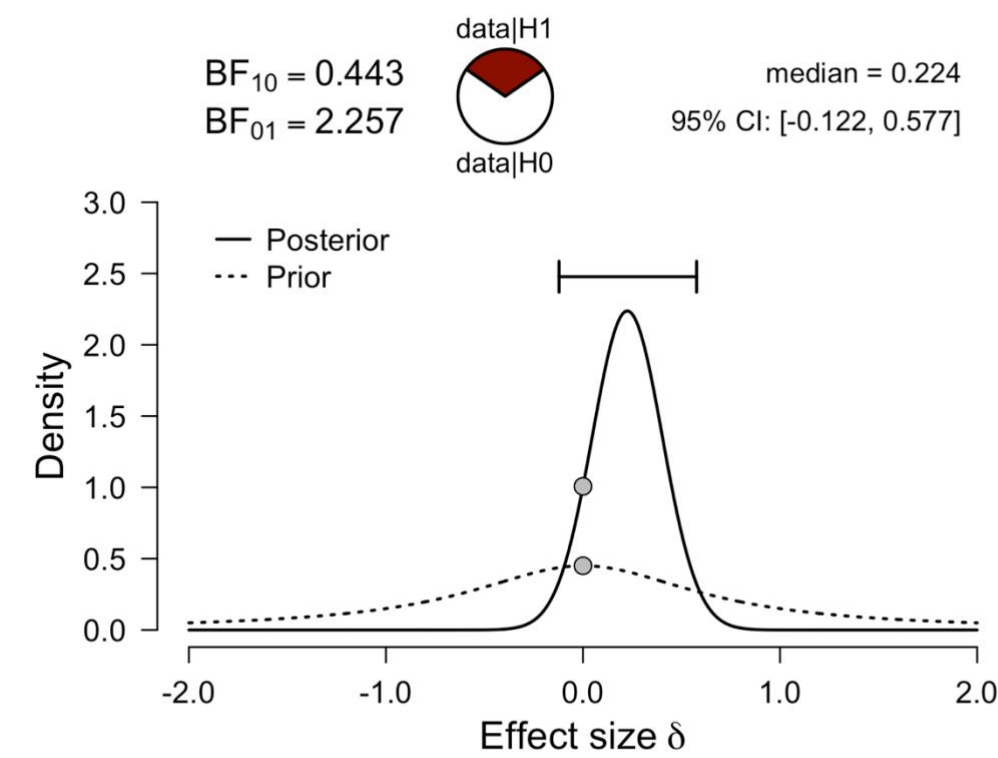 data|H1
BF₁₀ = 0.443
BF₀₁ = 2.257
median = 0.224
95% CI: [-0.122, 0.577]
data|H0
Posterior
Prior
Density
3.0
2.5
2.0
1.5
1.0
0.5
0.0
-2.0 -1.0 0.0 1.0 2.0
Effect size δ